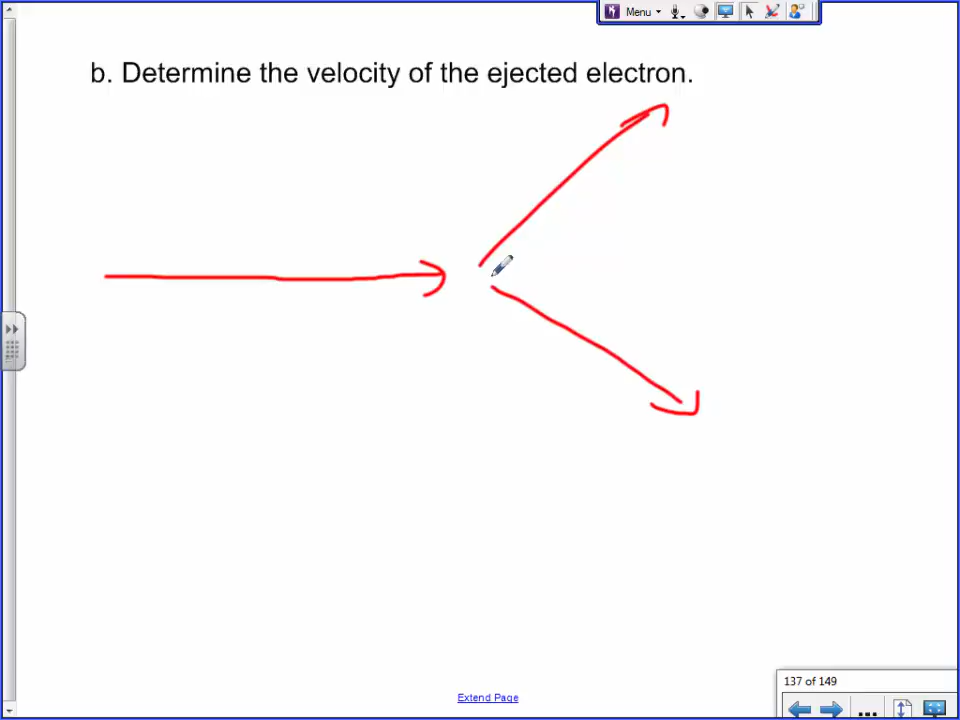 Menu
b. Determine the velocity of the ejected electron.
137 of 149
Extend Page